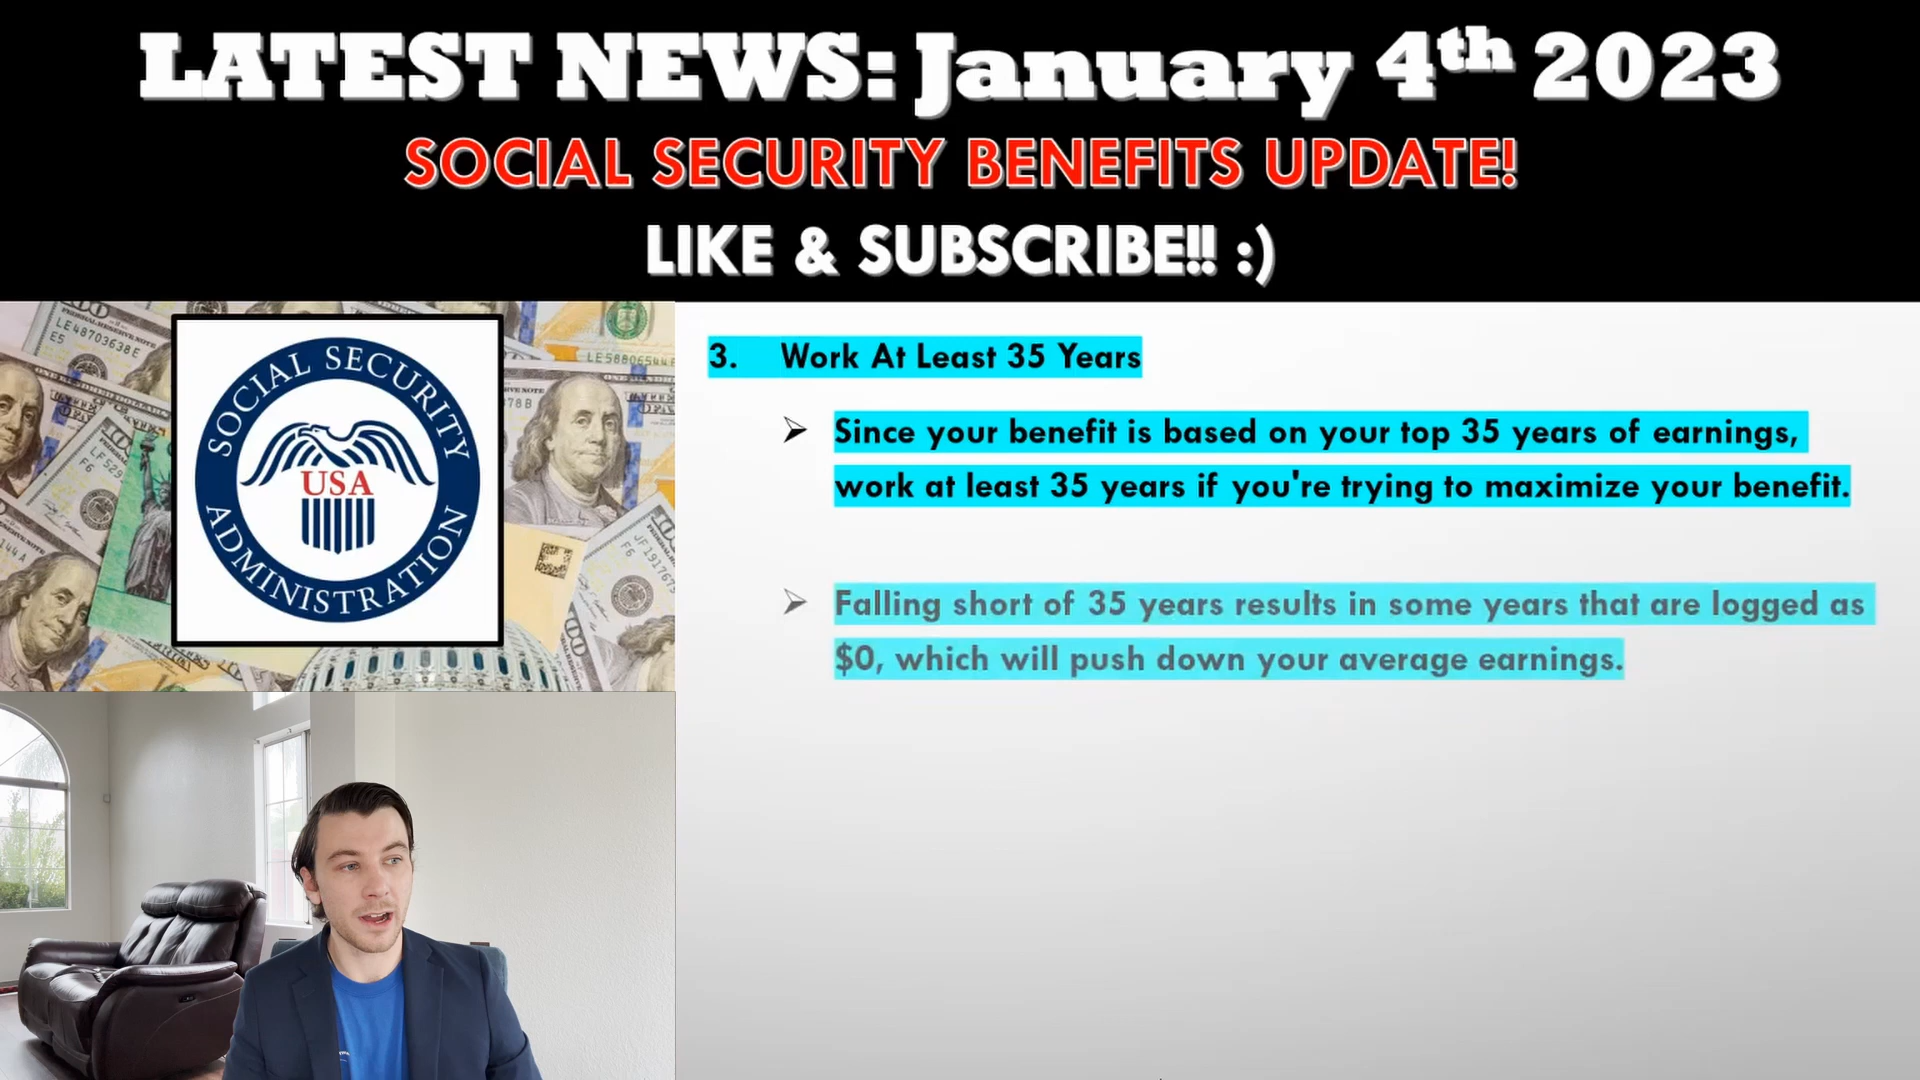 LATEST NEWS: January 4th 2023
SOCIAL SECURITY BENEFITS UPDATE!
LIKE & SUBSCRIBE!! :)
SOCIAL SECURITY
USA
ADMINISTRATION
LE48703638E
E5
3. Work At Least 35 Years
➢ Since your benefit is based on your top 35 years of earnings,
work at least 35 years if you're trying to maximize your benefit.
➢ Falling short of 35 years results in some years that are logged as
$0, which will push down your average earnings.